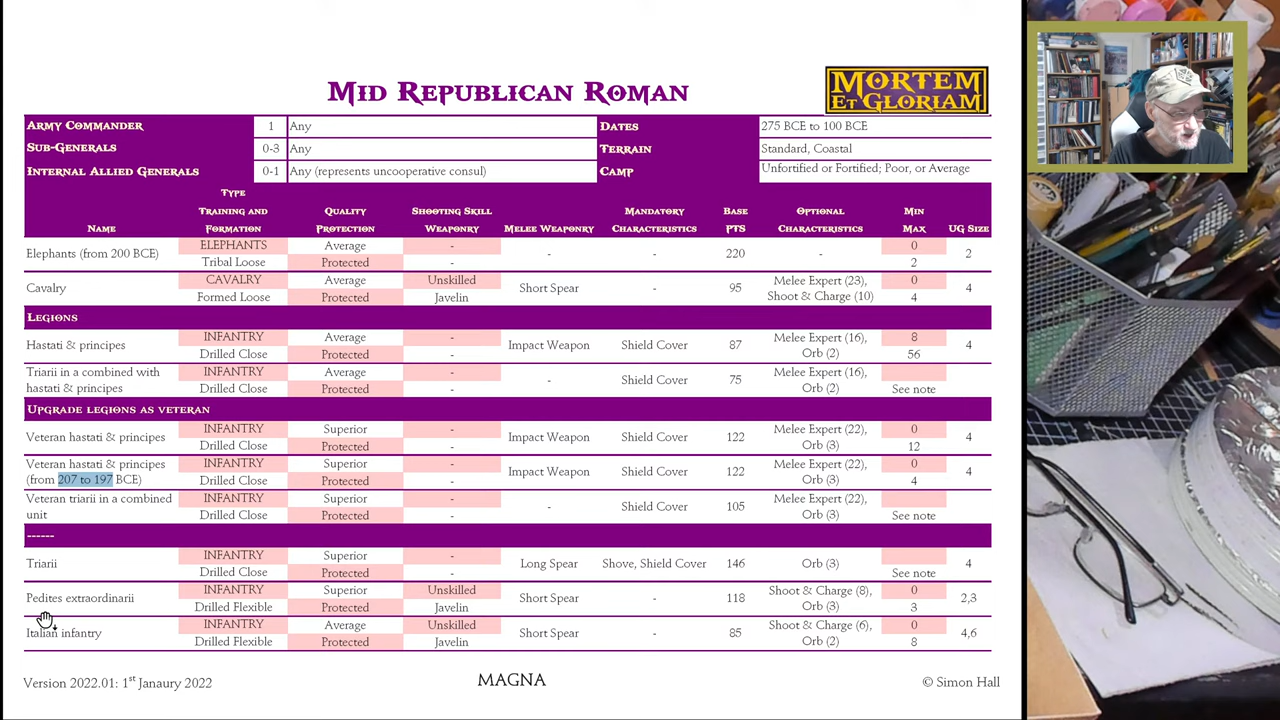 MID REPUBLICAN ROMAN
MORTEM
ET GLORIAM
ARMY COMMANDER 1 Any DATES 275 BCE to 100 BCE
SUB-GENERALS 0-3 Any TERRAIN Standard, Coastal
INTERNAL ALLIED GENERALS 0-1 Any (represents uncooperative consul) CAMP Unfortified or Fortified; Poor, or Average
TYPE
TRAINING AND QUALITY SHOOTING SKILL MANDATORY BASE OPTIONAL MIN
NAME FORMATION PROTECTION WEAPONRY MELEE WEAPONRY CHARACTERISTICS PTS CHARACTERISTICS MAX UG SIZE
ELEPHANTS Average - 0
Elephants (from 200 BCE) - - 220 - 2
Tribal Loose Protected - 2
CAVALRY Average Unskilled Melee Expert (23), 0
Cavalry Short Spear - 95 4
Formed Loose Protected Javelin Shoot & Charge (10) 4
LEGIONS
INFANTRY Average - Melee Expert (16), 8
Hastati & principes Impact Weapon Shield Cover 87 4
Drilled Close Protected - Orb (2) 56
Triarii in a combined with INFANTRY Average - Melee Expert (16),
- Shield Cover 75
hastati & principes Drilled Close Protected - Orb (2) See note
UPGRADE LEGIONS AS VETERAN
INFANTRY Superior - Melee Expert (22), 0
Veteran hastati & principes Impact Weapon Shield Cover 122 4
Drilled Close Protected - Orb (3) 12
Veteran hastati & principes INFANTRY Superior - Melee Expert (22), 0
Impact Weapon Shield Cover 122 4
(from 207 to 197 BCE) Drilled Close Protected - Orb (3) 4
Veteran triarii in a combined INFANTRY Superior - Melee Expert (22),
- Shield Cover 105
unit Drilled Close Protected - Orb (3) See note
------
INFANTRY Superior -
Triarii Long Spear Shove, Shield Cover 146 Orb (3) 4
Drilled Close Protected - See note
INFANTRY Superior Unskilled Shoot & Charge (8), 0
Pedites extraordinarii Short Spear - 118 2,3
Drilled Flexible Protected Javelin Orb (3) 3
INFANTRY Average Unskilled Shoot & Charge (6), 0
Italian infantry Short Spear - 85 4,6
Drilled Flexible Protected Javelin Orb (2) 8
Version 2022.01: 1st Janaury 2022 MAGNA © Simon Hall